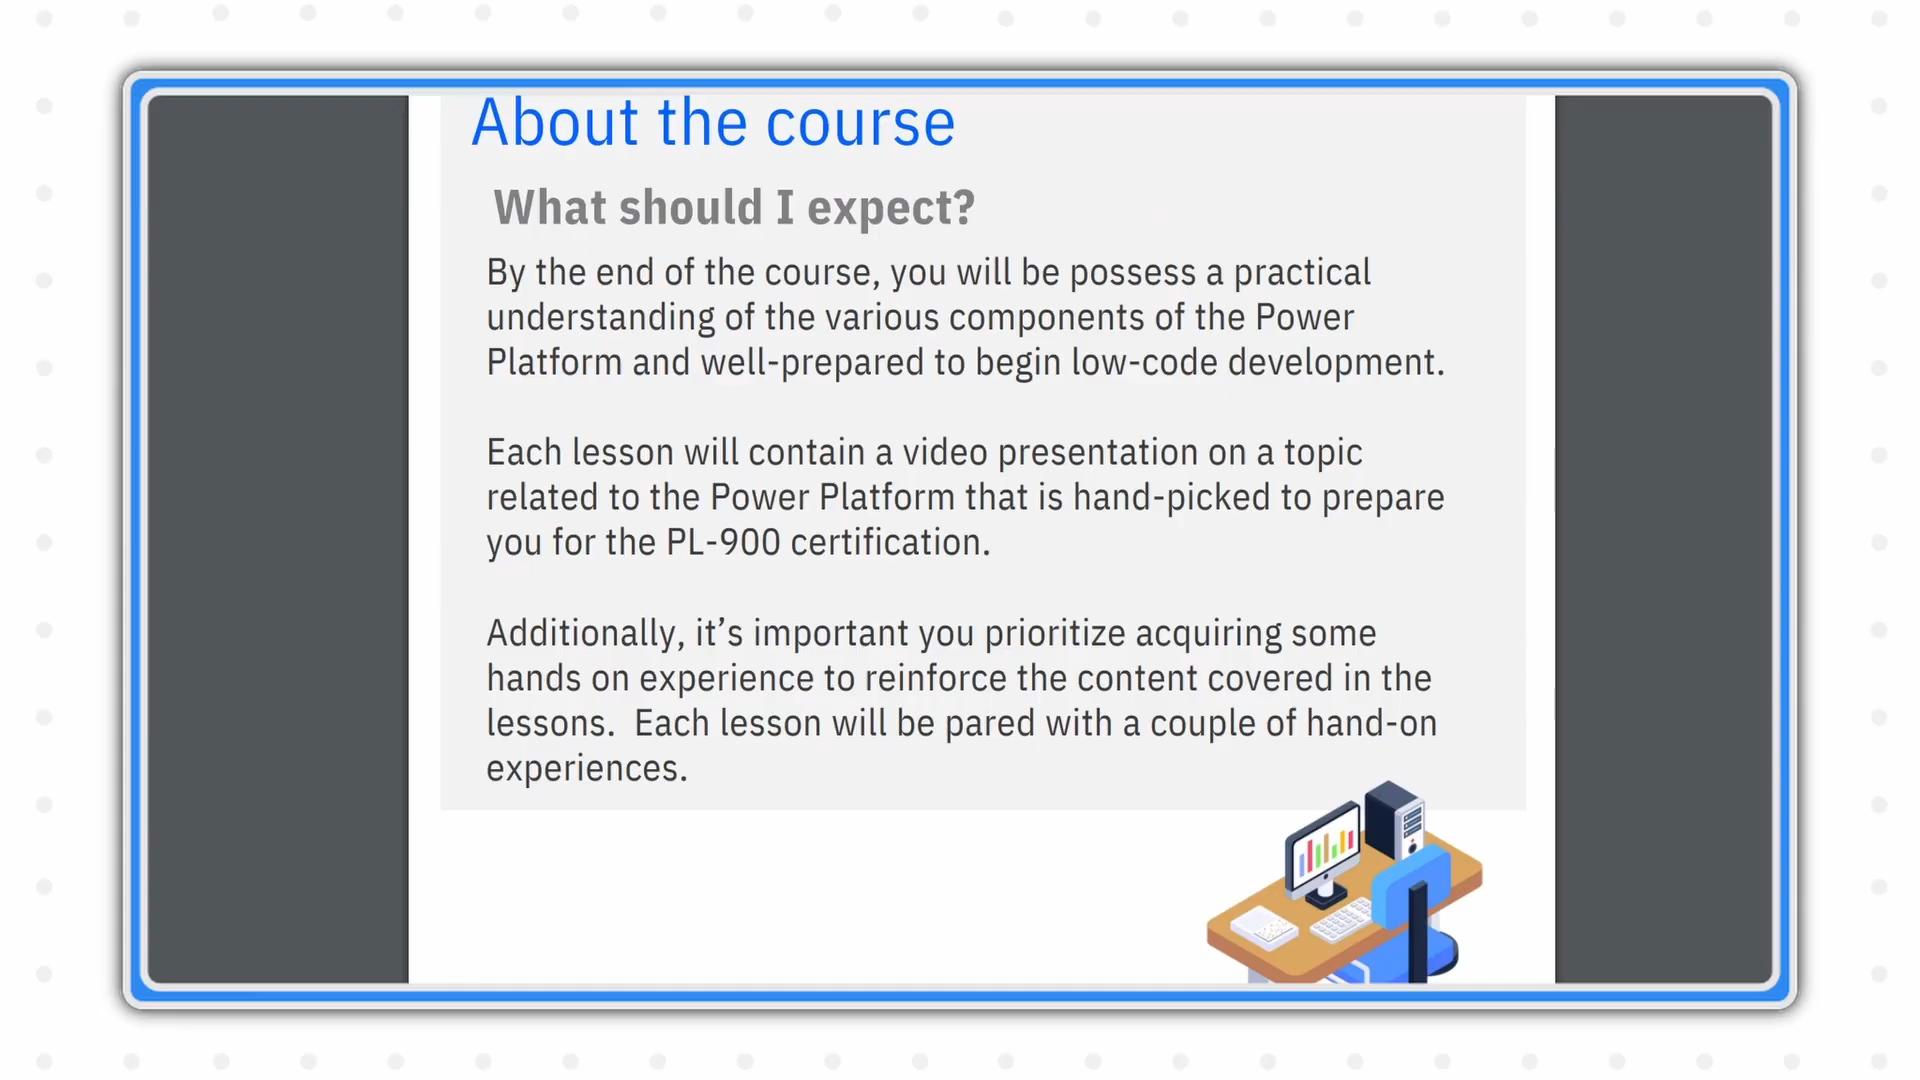 About the course
What should I expect?
By the end of the course, you will be possess a practical
understanding of the various components of the Power
Platform and well-prepared to begin low-code development.
Each lesson will contain a video presentation on a topic
related to the Power Platform that is hand-picked to prepare
you for the PL-900 certification.
Additionally, it’s important you prioritize acquiring some
hands on experience to reinforce the content covered in the
lessons.  Each lesson will be pared with a couple of hand-on
experiences.